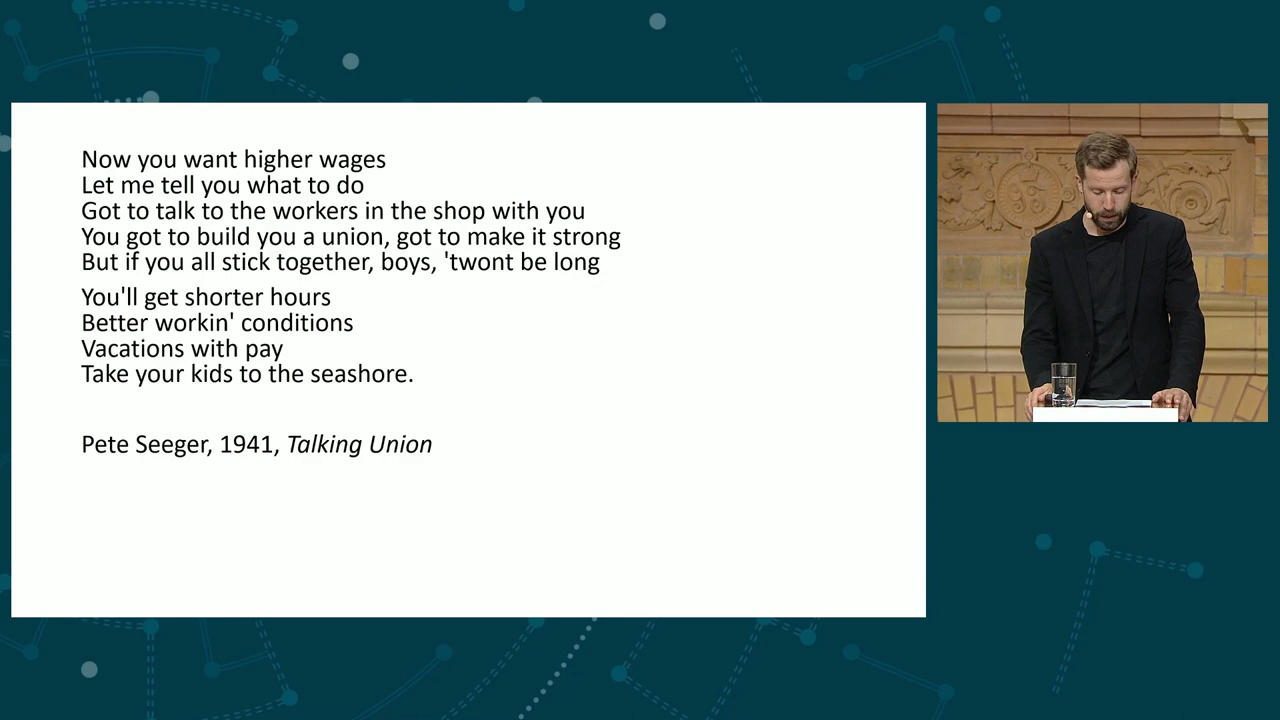 Now you want higher wages
Let me tell you what to do
Got to talk to the workers in the shop with you
You got to build you a union, got to make it strong
But if you all stick together, boys, 'twont be long
You'll get shorter hours
Better workin' conditions
Vacations with pay
Take your kids to the seashore.
Pete Seeger, 1941, Talking Union